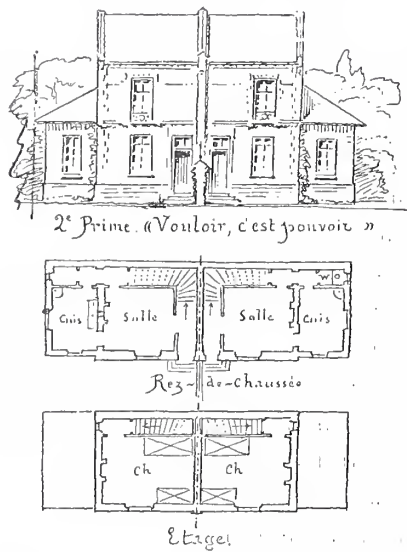 2e Prime. « Vouloir, c'est pouvoir »
Cuis Salle Salle Cuis
W.C
Rez-de-Chaussée
Ch Ch
Etage